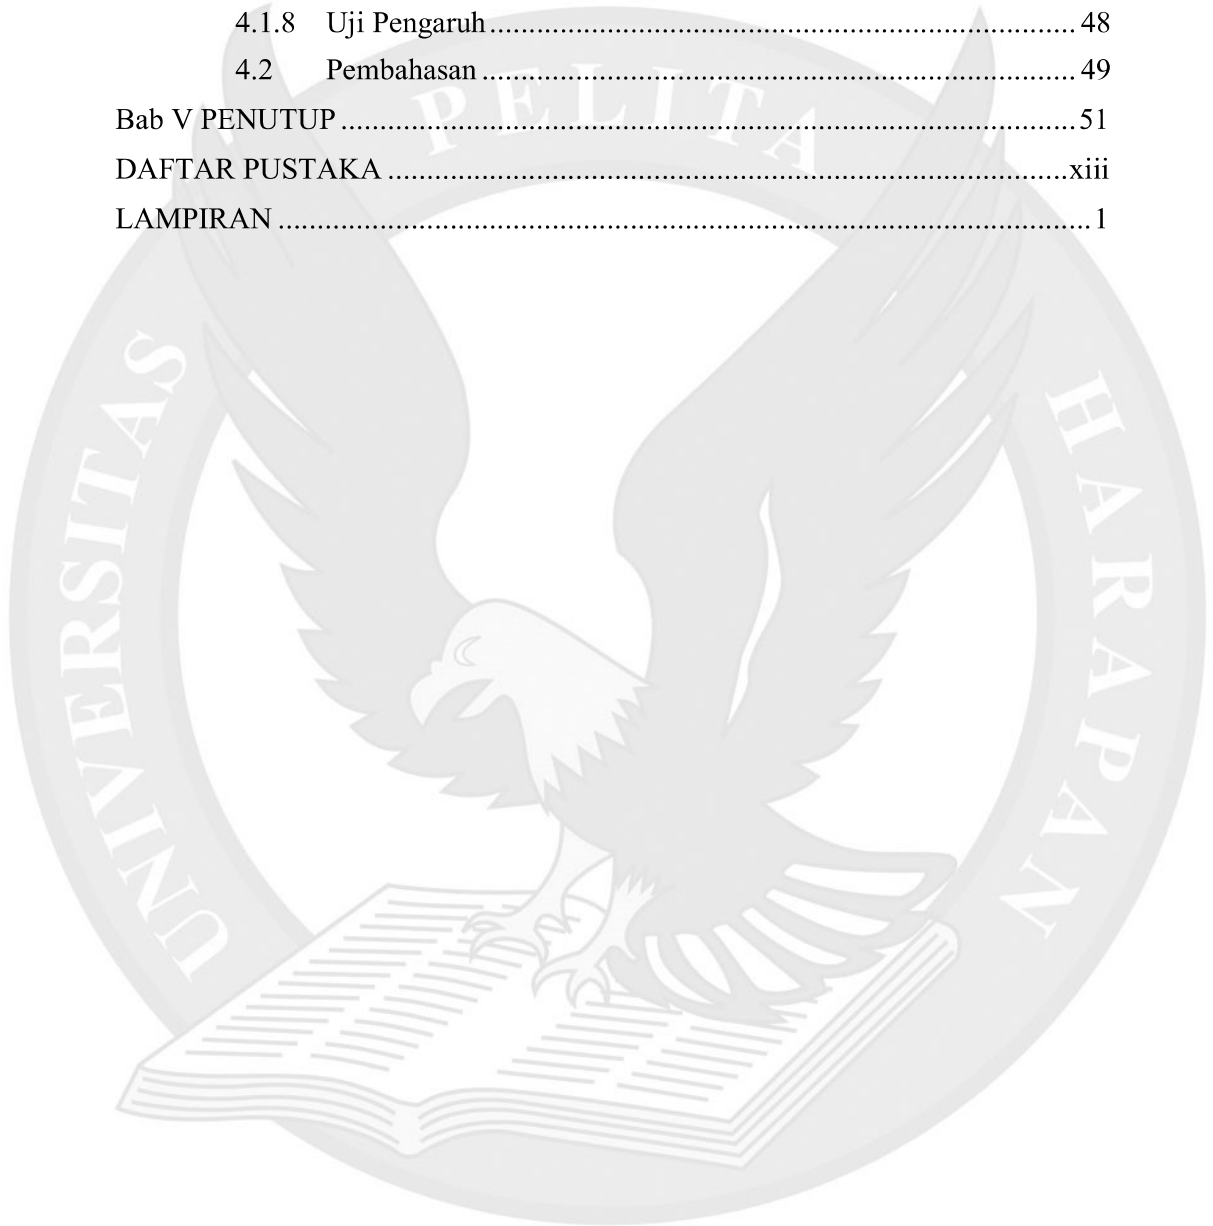 4.1.8 Uji Pengaruh........................................................................... 48
4.2 Pembahasan ............................................................................ 49
Bab V PENUTUP .............................................................................................. 51
DAFTAR PUSTAKA .......................................................................................xiii
LAMPIRAN ........................................................................................................ 1
UNIVERSITAS PELITA HARAPAN